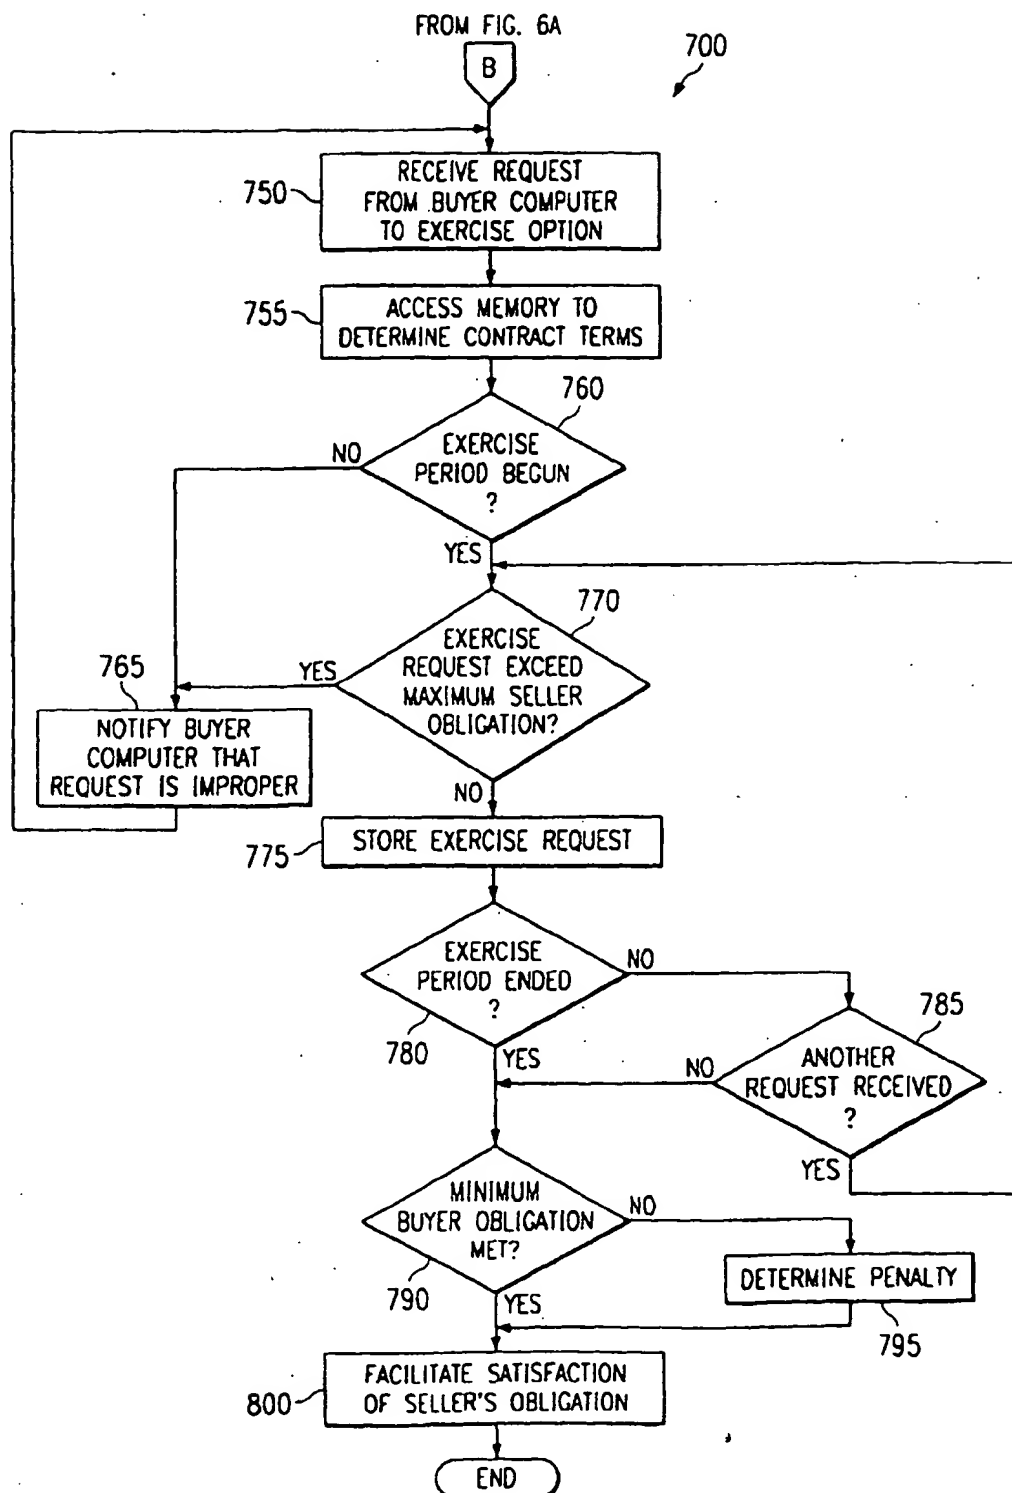 FROM FIG. 6A
B
700
750
RECEIVE REQUEST
FROM BUYER COMPUTER
TO EXERCISE OPTION
755
ACCESS MEMORY TO
DETERMINE CONTRACT TERMS
760
EXERCISE
PERIOD BEGUN
?
NO
YES
770
EXERCISE
REQUEST EXCEED
MAXIMUM SELLER
OBLIGATION?
YES
NO
765
NOTIFY BUYER
COMPUTER THAT
REQUEST IS IMPROPER
775
STORE EXERCISE REQUEST
EXERCISE
PERIOD ENDED
?
780
NO
YES
785
ANOTHER
REQUEST RECEIVED
?
NO
YES
MINIMUM
BUYER OBLIGATION
MET?
790
NO
YES
DETERMINE PENALTY
795
800
FACILITATE SATISFACTION
OF SELLER'S OBLIGATION
END